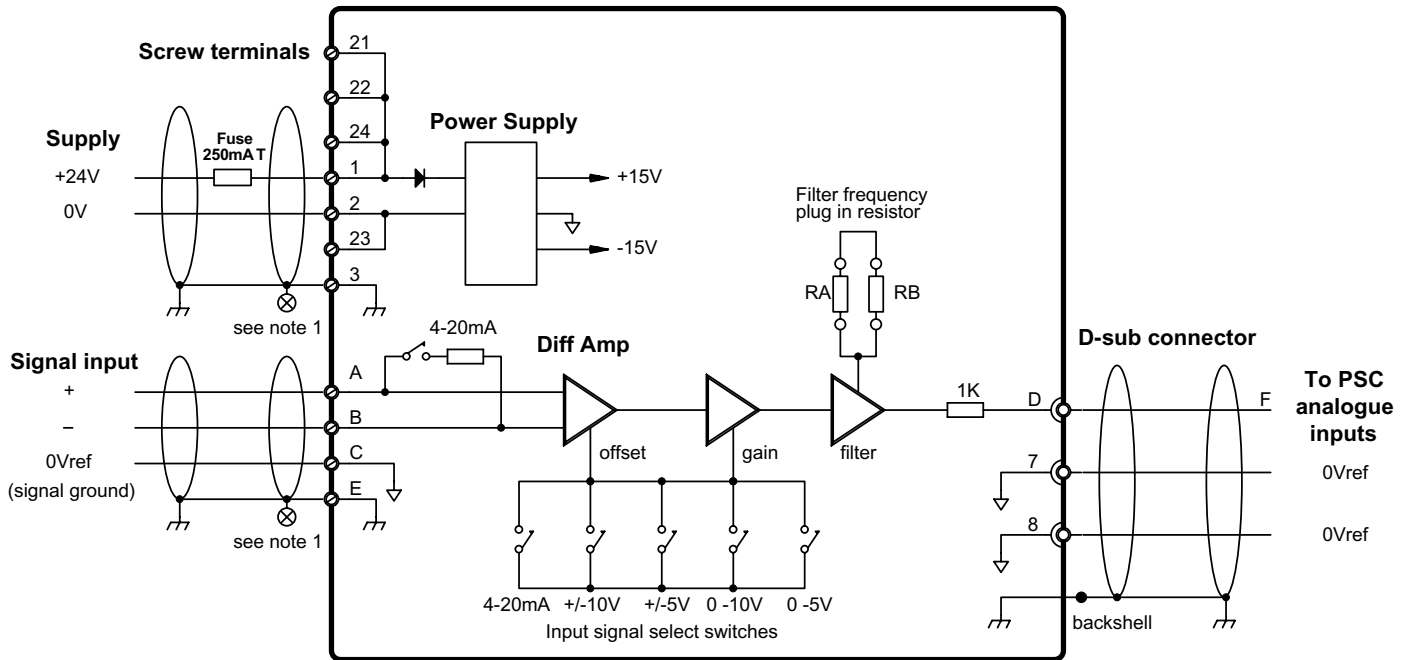 Screw terminals
21
22
24
1
2
23
3
Supply
Fuse
250mA T
+24V
0V
see note 1
Power Supply
+15V
-15V
Filter frequency
plug in resistor
RA
RB
Signal input
+
–
0Vref
(signal ground)
see note 1
A
B
C
E
4-20mA
Diff Amp
offset
gain
filter
1K
4-20mA
+/-10V
+/-5V
0 -10V
0 -5V
Input signal select switches
D-sub connector
D
7
8
F
To PSC
analogue
inputs
0Vref
0Vref
backshell